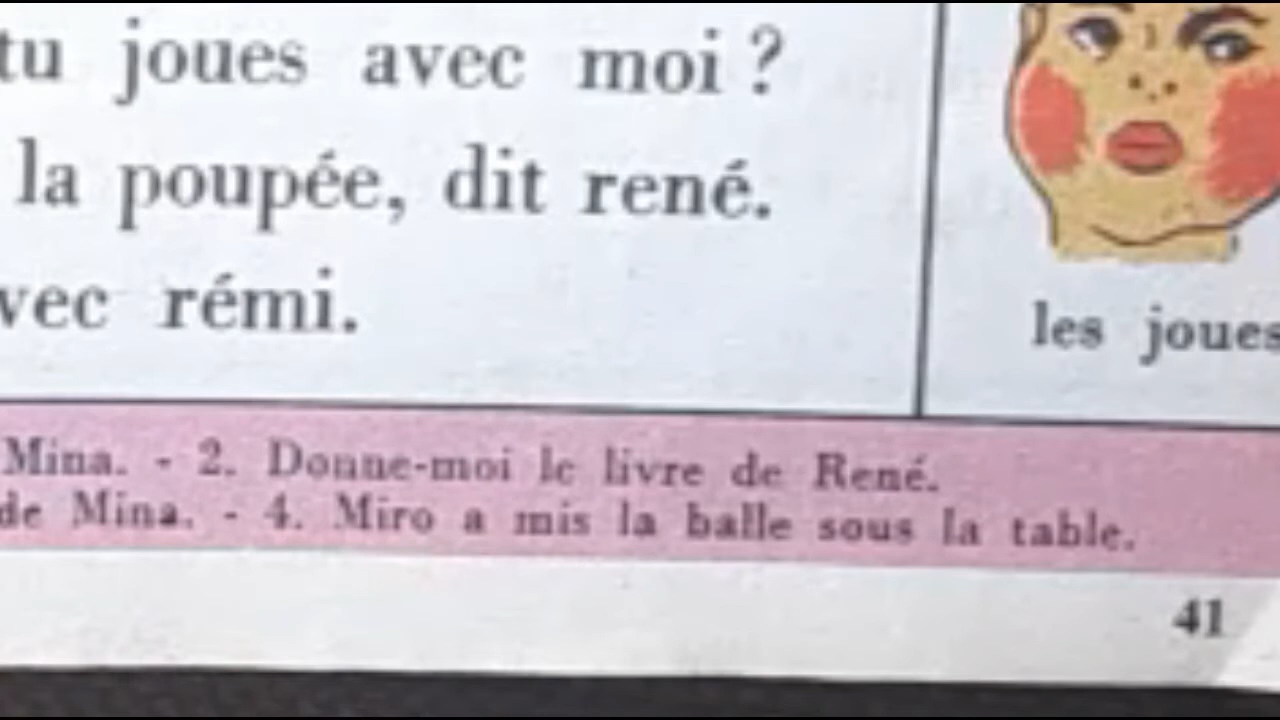 tu joues avec moi ?
la poupée, dit rené.
vec rémi.
les joues
Mina. - 2. Donne-moi le livre de René.
de Mina. - 4. Miro a mis la balle sous la table.
41